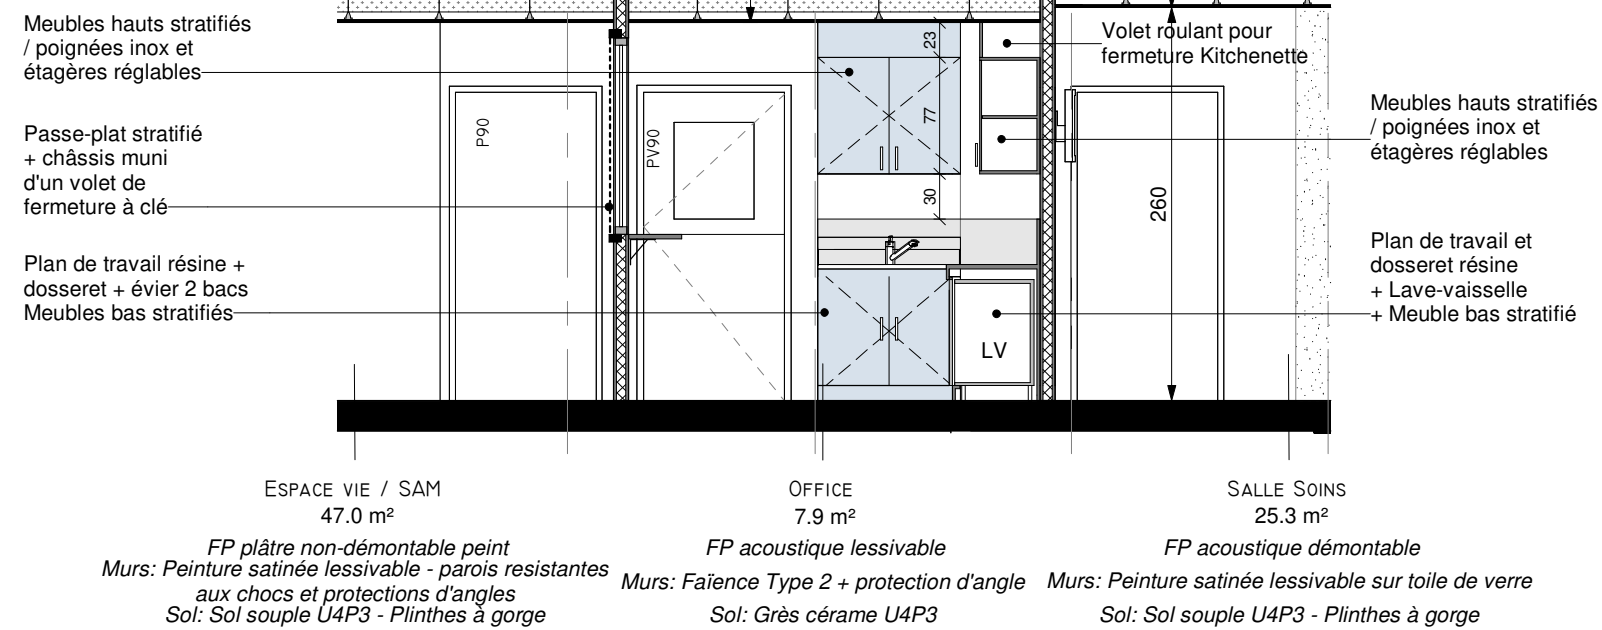 Meubles hauts stratifiés
/ poignées inox et
étagères réglables
Passe-plat stratifié
+ châssis muni
d'un volet de
fermeture à clé
Plan de travail résine +
dosseret + évier 2 bacs
Meubles bas stratifiés
P90
PV90
23
77
30
LV
Volet roulant pour
fermeture Kitchenette
260
Meubles hauts stratifiés
/ poignées inox et
étagères réglables
Plan de travail et
dosseret résine
+ Lave-vaisselle
+ Meuble bas stratifié
ESPACE VIE / SAM
47.0 m²
FP plâtre non-démontable peint
Murs: Peinture satinée lessivable - parois resistantes
aux chocs et protections d'angles
Sol: Sol souple U4P3 - Plinthes à gorge
OFFICE
7.9 m²
FP acoustique lessivable
Murs: Faïence Type 2 + protection d'angle
Sol: Grès cérame U4P3
SALLE SOINS
25.3 m²
FP acoustique démontable
Murs: Peinture satinée lessivable sur toile de verre
Sol: Sol souple U4P3 - Plinthes à gorge